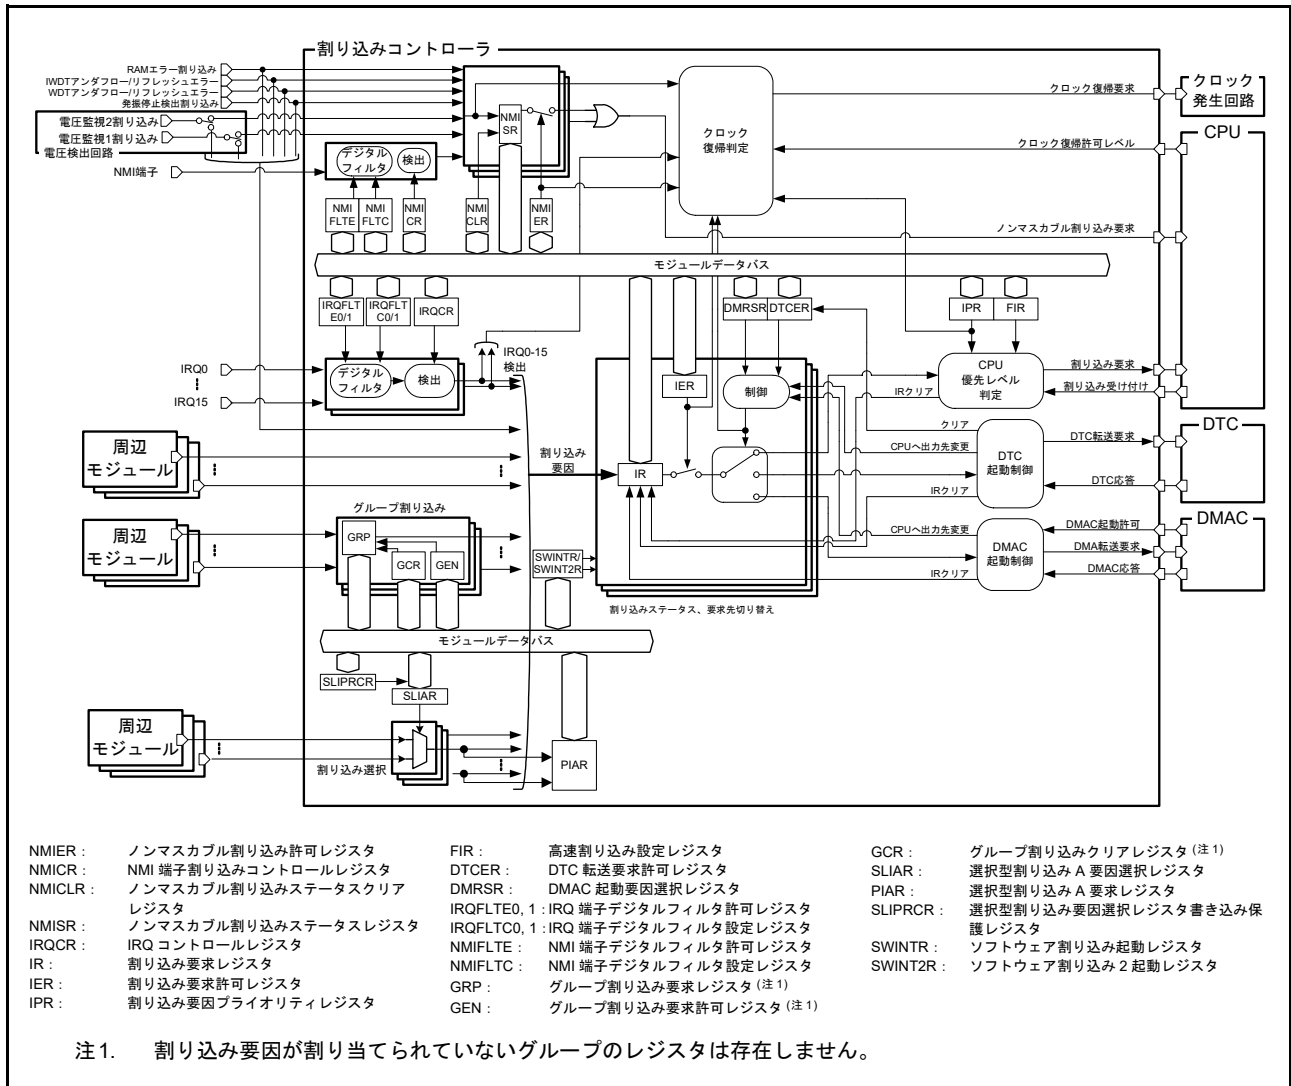 割り込みコントローラ
RAMエラー割り込み
IWDTアンダフロー/リフレッシュエラー
WDTアンダフロー/リフレッシュエラー
発振停止検出割り込み
電圧監視2割り込み
電圧監視1割り込み
電圧検出回路
NMI端子
デジタル
フィルタ
検出
NMI
SR
NMI
FLTE
NMI
FLTC
NMI
CR
NMI
CLR
NMI
ER
クロック
復帰判定
クロック復帰要求
クロック復帰許可レベル
ノンマスカブル割り込み要求
クロック
発生回路
CPU
モジュールデータバス
IRQFLT
E0/1
IRQFLT
C0/1
IRQCR
DMRSR
DTCER
IPR
FIR
IRQ0
IRQ15
デジタル
フィルタ
検出
IRQ0-15
検出
IER
制御
IR
CPU
優先レベル
判定
割り込み要求
割り込み受け付け
IRクリア
周辺
モジュール
割り込み
要因
クリア
CPUへ出力先変更
IRクリア
DTC
起動制御
DTC転送要求
DTC応答
DTC
周辺
モジュール
グループ割り込み
GRP
GCR
GEN
SWINTR/
SWINT2R
CPUへ出力先変更
IRクリア
DMAC
起動制御
DMAC起動許可
DMA転送要求
DMAC応答
DMAC
割り込みステータス、要求先切り替え
モジュールデータバス
SLIPRCR
SLIAR
周辺
モジュール
割り込み選択
PIAR
NMIER : ノンマスカブル割り込み許可レジスタ
NMICR : NMI 端子割り込みコントロールレジスタ
NMICLR : ノンマスカブル割り込みステータスクリア
レジスタ
NMISR : ノンマスカブル割り込みステータスレジスタ
IRQCR : IRQ コントロールレジスタ
IR : 割り込み要求レジスタ
IER : 割り込み要求許可レジスタ
IPR : 割り込み要因プライオリティレジスタ
FIR : 高速割り込み設定レジスタ
DTCER : DTC 転送要求許可レジスタ
DMRSR : DMAC 起動要因選択レジスタ
IRQFLTE0, 1 : IRQ 端子デジタルフィルタ許可レジスタ
IRQFLTC0, 1 : IRQ 端子デジタルフィルタ設定レジスタ
NMIFLTE : NMI 端子デジタルフィルタ許可レジスタ
NMIFLTC : NMI 端子デジタルフィルタ設定レジスタ
GRP : グループ割り込み要求レジスタ (注1)
GEN : グループ割り込み要求許可レジスタ (注1)
GCR : グループ割り込みクリアレジスタ (注1)
SLIAR : 選択型割り込み A 要因選択レジスタ
PIAR : 選択型割り込み A 要求レジスタ
SLIPRCR : 選択型割り込み要因選択レジスタ書き込み保
護レジスタ
SWINTR : ソフトウェア割り込み起動レジスタ
SWINT2R : ソフトウェア割り込み 2 起動レジスタ
注1. 割り込み要因が割り当てられていないグループのレジスタは存在しません。